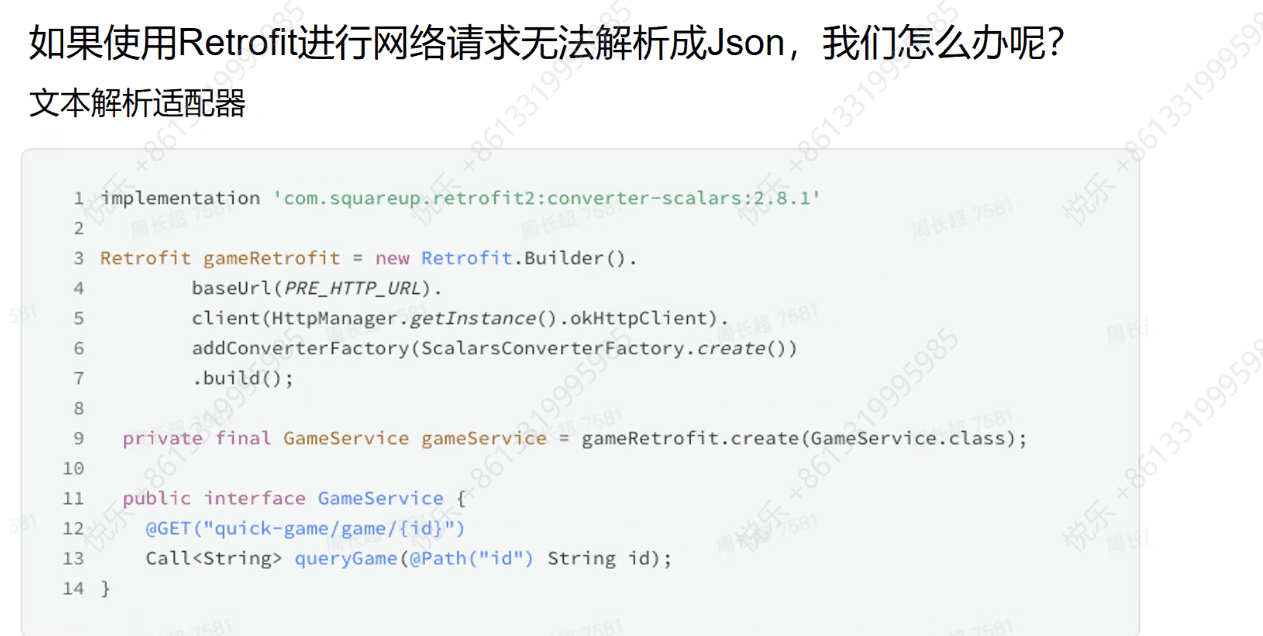 如果使用Retrofit进行网络请求无法解析成Json，我们怎么办呢？
文本解析适配器
1 implementation 'com.squareup.retrofit2:converter-scalars:2.8.1'
2
3 Retrofit gameRetrofit = new Retrofit.Builder().
4 baseUrl(PRE_HTTP_URL).
5 client(HttpManager.getInstance().okHttpClient).
6 addConverterFactory(ScalarsConverterFactory.create())
7 .build();
8
9 private final GameService gameService = gameRetrofit.create(GameService.class);
10
11 public interface GameService {
12 @GET("quick-game/game/{id}")
13 Call<String> queryGame(@Path("id") String id);
14 }
悦乐 +8613319995985
周长超 7581